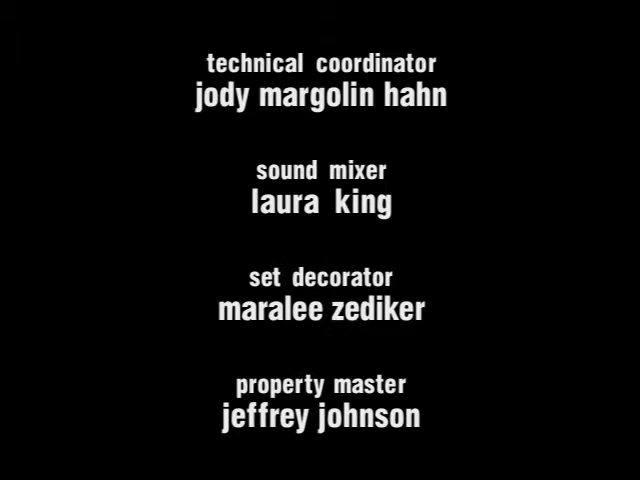 technical coordinator
jody margolin hahn
sound mixer
laura king
set decorator
maralee zediker
property master
jeffrey johnson